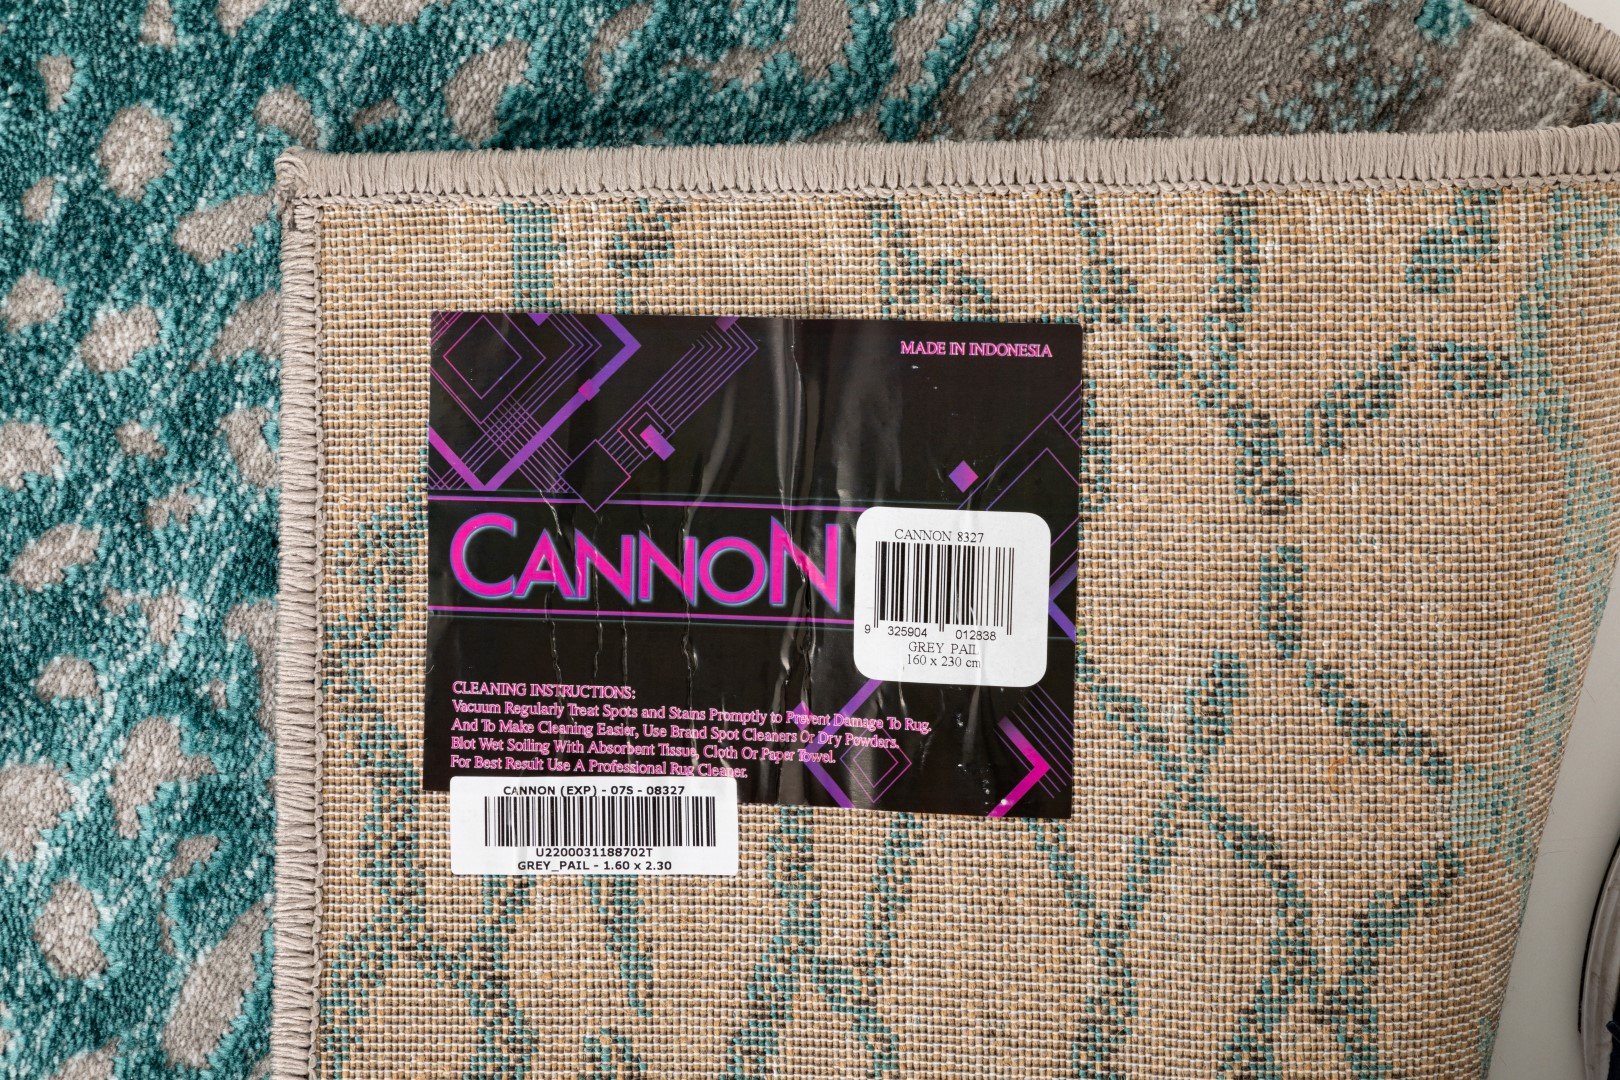 MADE IN INDONESIA
CANNON
CANNON 8327
9 325904 012838
GREY PAIL
160 x 230 cm
CLEANING INSTRUCTIONS:
Vacuum Regularly Treat Spots and Stains Promptly to Prevent Damage To Rug.
And To Make Cleaning Easier, Use Brand Spot Cleaners Or Dry Powders.
Blot Wet Soiling With Absorbent Tissue, Cloth Or Paper Towel.
For Best Result Use A Professional Rug Cleaner.
CANNON (EXP) - 07S - 08327
U2200031188702T
GREY_PAIL - 1.60 x 2.30